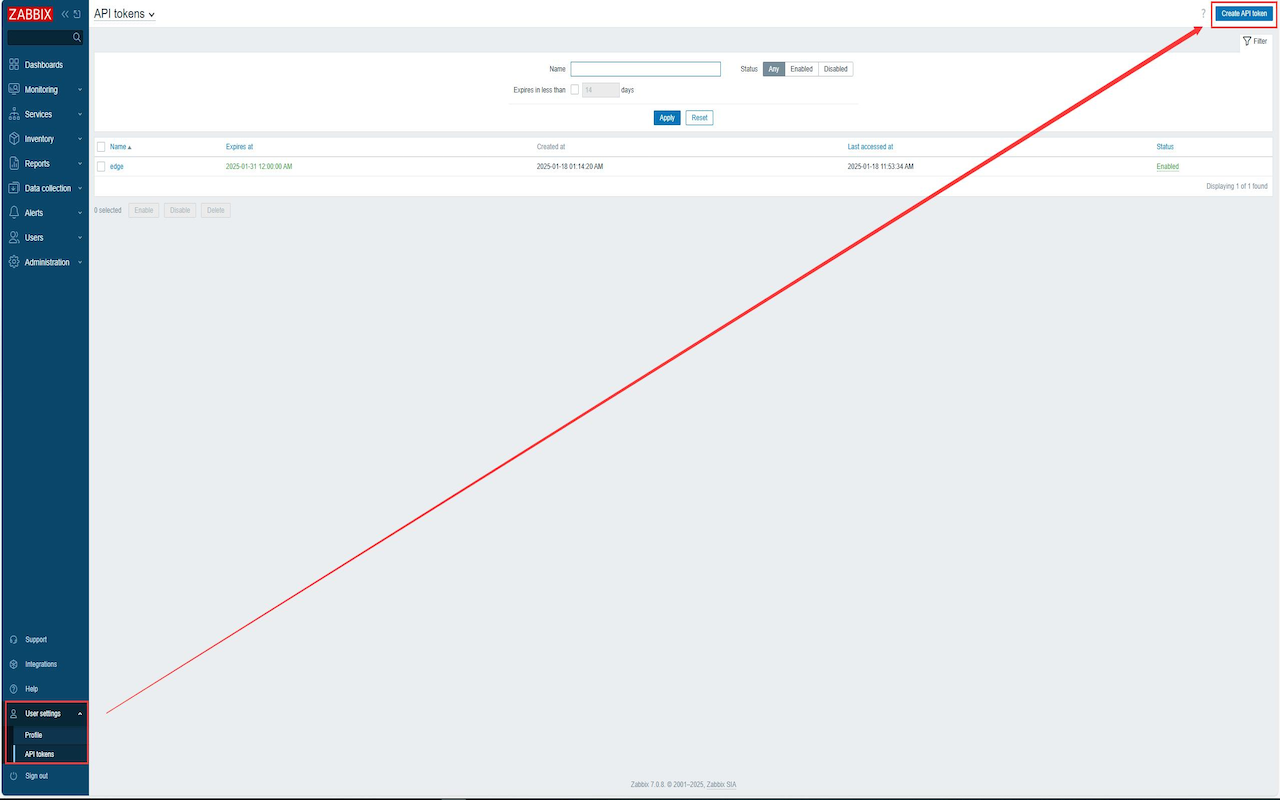 ZABBIX
API tokens
?
Create API token
Filter
Name
Status Any Enabled Disabled
Expires in less than 14 days
Apply Reset
Name Expires at Created at Last accessed at Status
edge 2025-01-31 12:00:00 AM 2025-01-18 01:14:20 AM 2025-01-18 11:53:34 AM Enabled
Displaying 1 of 1 found
0 selected Enable Disable Delete
Dashboards
Monitoring
Services
Inventory
Reports
Data collection
Alerts
Users
Administration
Support
Integrations
Help
User settings
Profile
API tokens
Sign out
Zabbix 7.0.8. © 2001–2025, Zabbix SIA